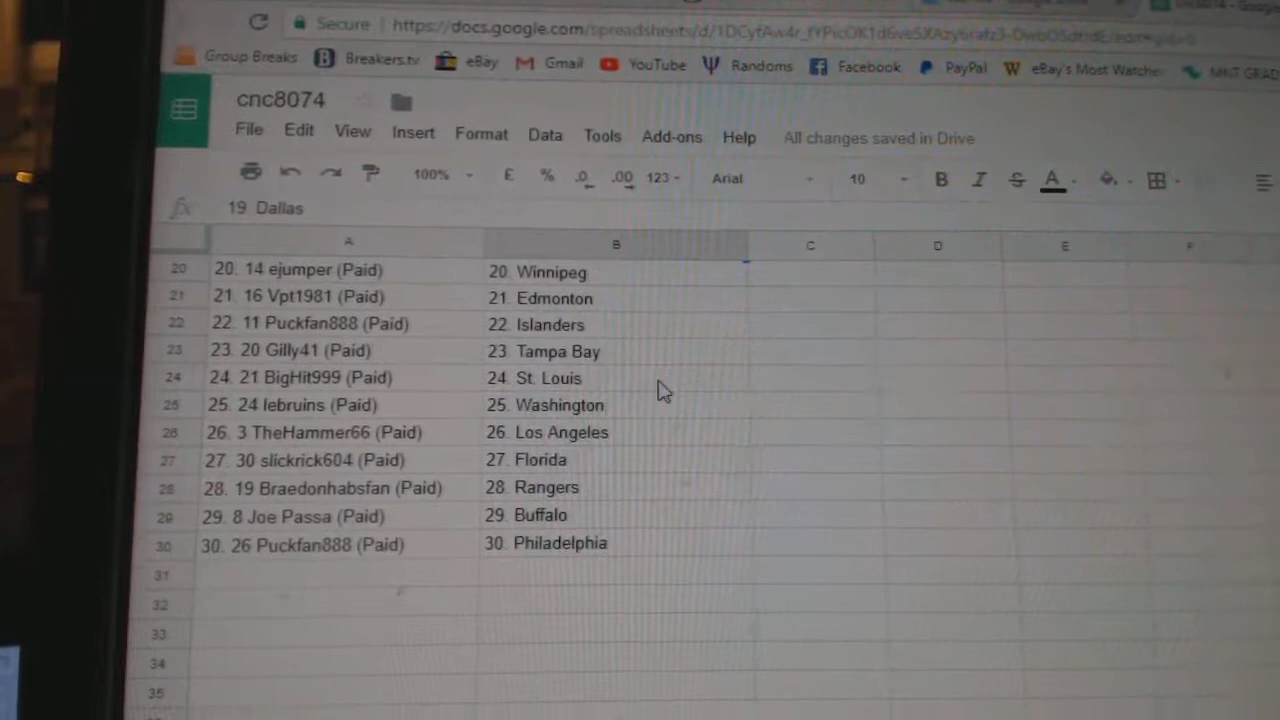 Secure https://docs.google.com/spreadsheets/d/
Group Breaks Breakers.tv eBay Gmail YouTube Randoms Facebook PayPal eBay's Most Watche MNT GRAD
cnc8074
File Edit View Insert Format Data Tools Add-ons Help All changes saved in Drive
100% £ % .0 .00 123 Arial 10 B I S A
fx 19 Dallas
A B C D E F
20 20. 14 ejumper (Paid) 20. Winnipeg
21 21. 16 Vpt1981 (Paid) 21. Edmonton
22 22. 11 Puckfan888 (Paid) 22. Islanders
23 23. 20 Gilly41 (Paid) 23. Tampa Bay
24 24. 21 BigHit999 (Paid) 24. St. Louis
25 25. 24 lebruins (Paid) 25. Washington
26 26. 3 TheHammer66 (Paid) 26. Los Angeles
27 27. 30 slickrick604 (Paid) 27. Florida
28 28. 19 Braedonhabsfan (Paid) 28. Rangers
29 29. 8 Joe Passa (Paid) 29. Buffalo
30 30. 26 Puckfan888 (Paid) 30. Philadelphia
31
32
33
34
35